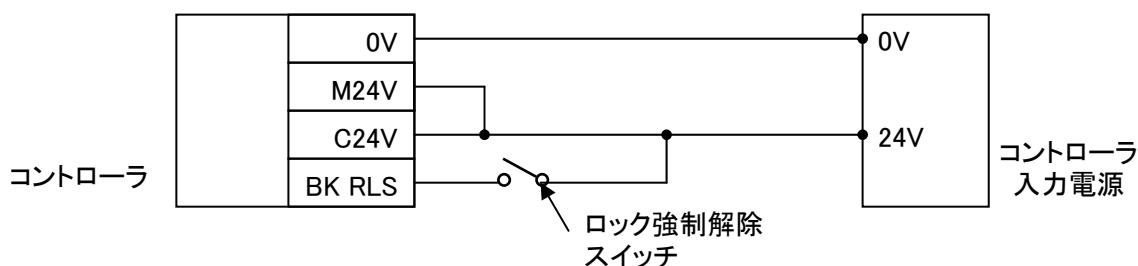 コントローラ
0V
M24V
C24V
BK RLS
0V
24V
コントローラ
入力電源
ロック強制解除
スイッチ